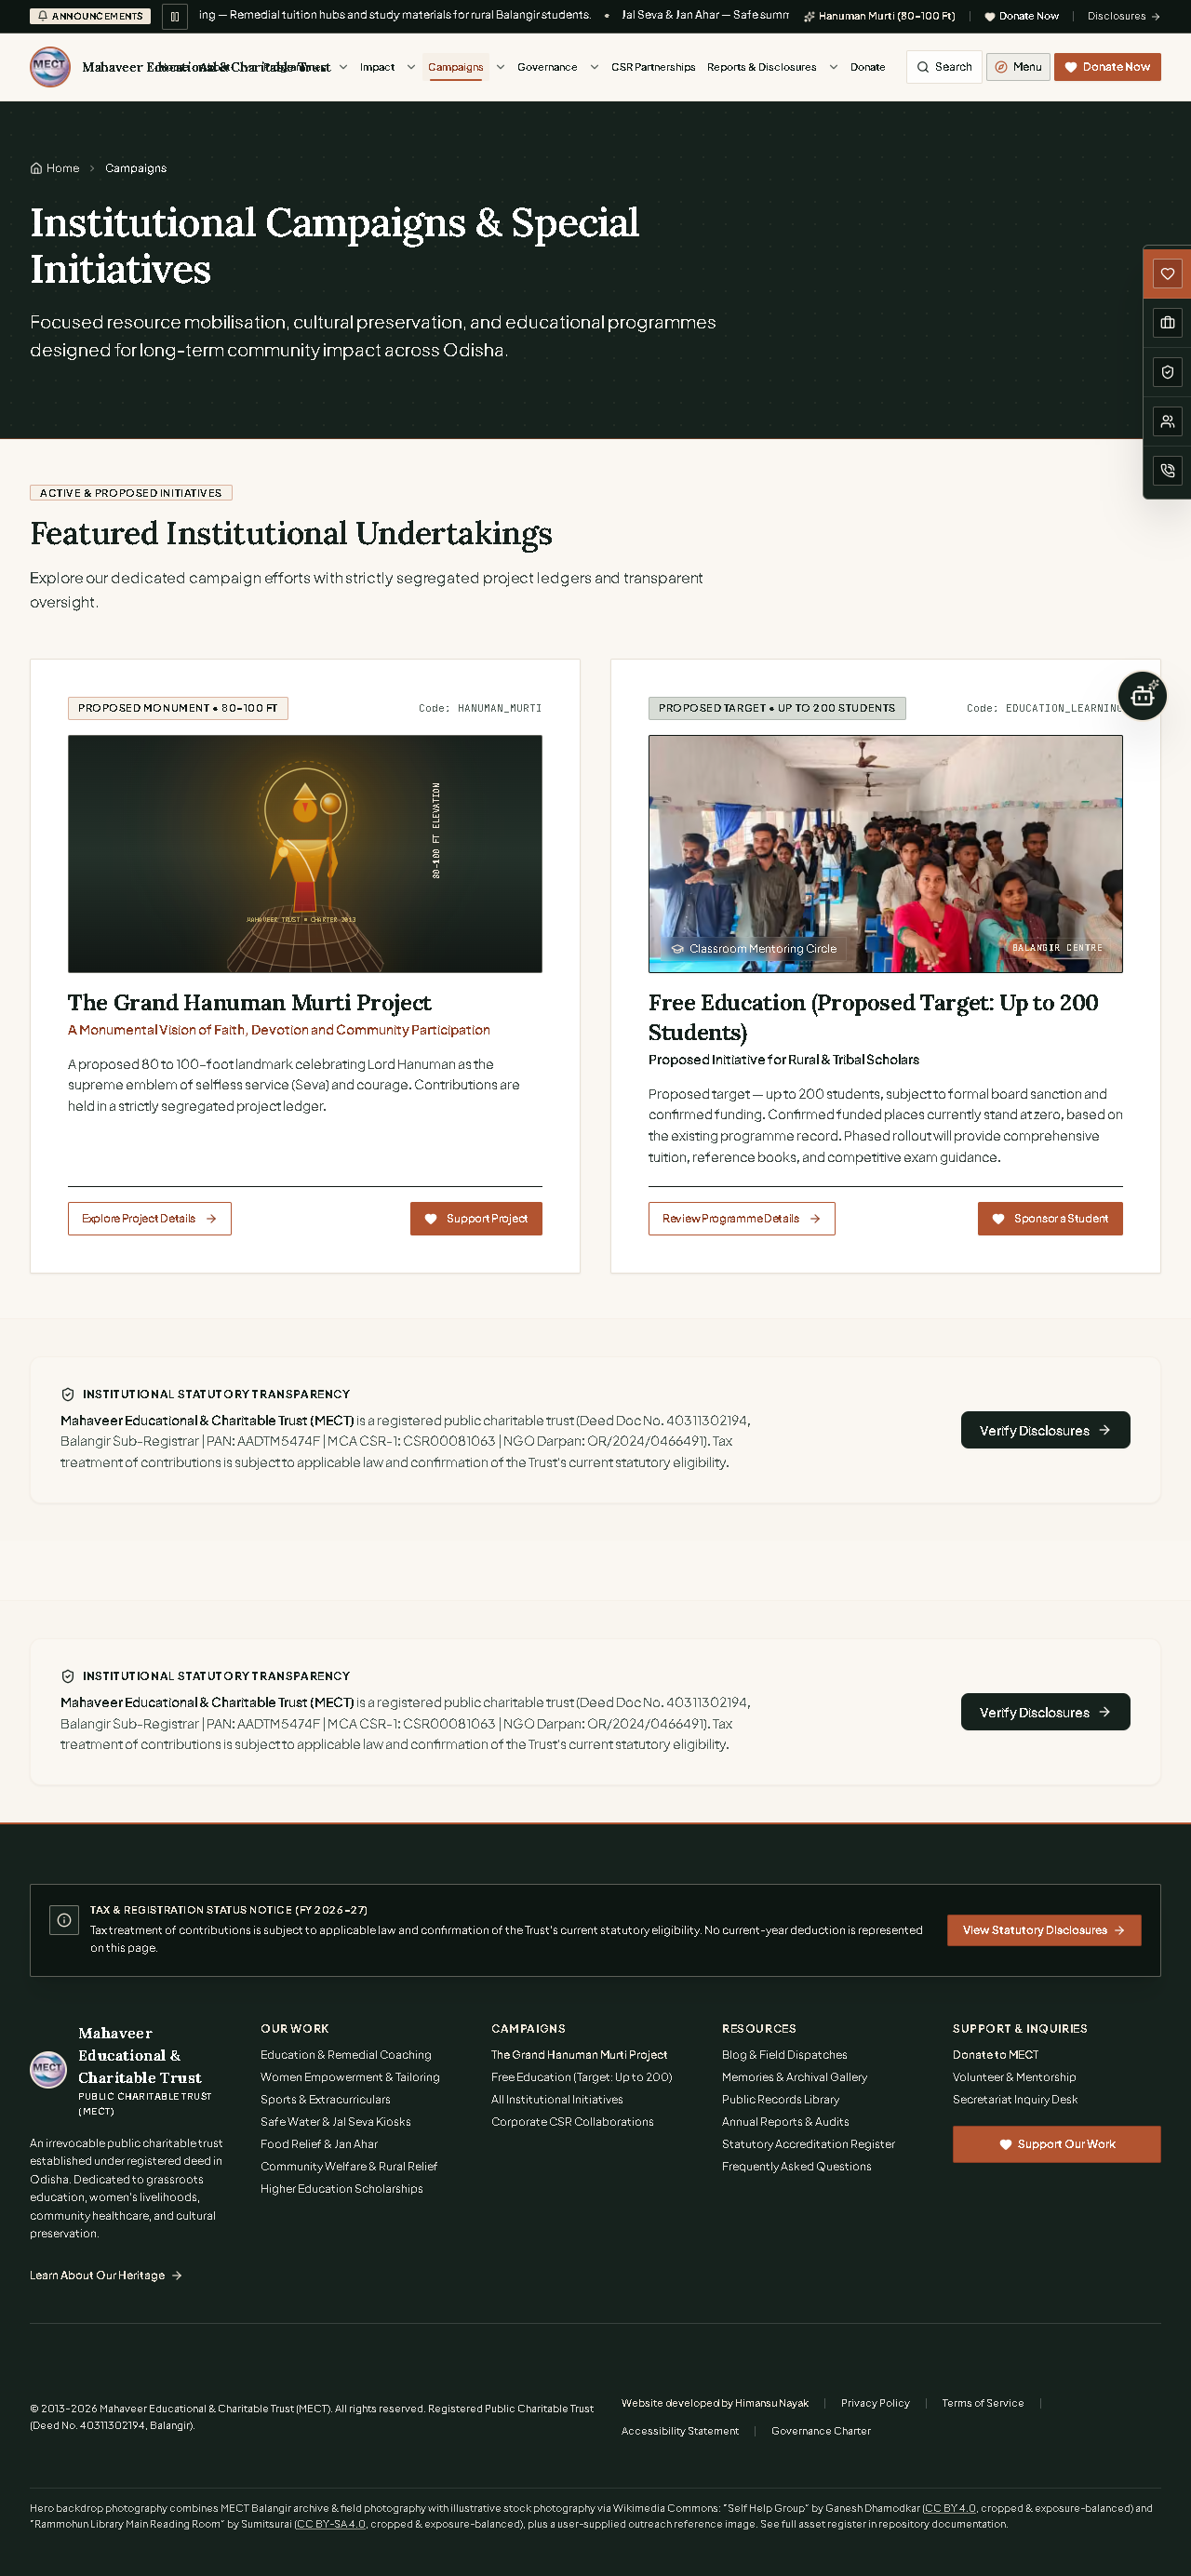 ANNOUNCEMENTS
ing — Remedial tuition hubs and study materials for rural Balangir students. • Jal Seva & Jan Ahar — Safe summ
Hanuman Murti (80-100 Ft) | Donate Now | Disclosures →
MECT
Mahaveer Educational & Charitable Trust
Impact
Campaigns
Governance
CSR Partnerships
Reports & Disclosures
Donate
Search
Menu
Donate Now
Home > Campaigns
Institutional Campaigns & Special
Initiatives
Focused resource mobilisation, cultural preservation, and educational programmes
designed for long-term community impact across Odisha.
ACTIVE & PROPOSED INITIATIVES
Featured Institutional Undertakings
Explore our dedicated campaign efforts with strictly segregated project ledgers and transparent
oversight.
PROPOSED MONUMENT • 80-100 FT
Code: HANUMAN_MURTI
80-100 FT ELEVATION
MAHAVEER TRUST • CHARTER-2013
The Grand Hanuman Murti Project
A Monumental Vision of Faith, Devotion and Community Participation
A proposed 80 to 100-foot landmark celebrating Lord Hanuman as the
supreme emblem of selfless service (Seva) and courage. Contributions are
held in a strictly segregated project ledger.
Explore Project Details →
Support Project
PROPOSED TARGET • UP TO 200 STUDENTS
Code: EDUCATION_LEARNING
Classroom Mentoring Circle
BALANGIR CENTRE
Free Education (Proposed Target: Up to 200
Students)
Proposed Initiative for Rural & Tribal Scholars
Proposed target — up to 200 students, subject to formal board sanction and
confirmed funding. Confirmed funded places currently stand at zero, based on
the existing programme record. Phased rollout will provide comprehensive
tuition, reference books, and competitive exam guidance.
Review Programme Details →
Sponsor a Student
INSTITUTIONAL STATUTORY TRANSPARENCY
Mahaveer Educational & Charitable Trust (MECT) is a registered public charitable trust (Deed Doc No. 40311302194,
Balangir Sub-Registrar | PAN: AADTM5474F | MCA CSR-1: CSR00081063 | NGO Darpan: OR/2024/0466491). Tax
treatment of contributions is subject to applicable law and confirmation of the Trust's current statutory eligibility.
Verify Disclosures →
INSTITUTIONAL STATUTORY TRANSPARENCY
Mahaveer Educational & Charitable Trust (MECT) is a registered public charitable trust (Deed Doc No. 40311302194,
Balangir Sub-Registrar | PAN: AADTM5474F | MCA CSR-1: CSR00081063 | NGO Darpan: OR/2024/0466491). Tax
treatment of contributions is subject to applicable law and confirmation of the Trust's current statutory eligibility.
Verify Disclosures →
TAX & REGISTRATION STATUS NOTICE (FY 2026-27)
Tax treatment of contributions is subject to applicable law and confirmation of the Trust's current statutory eligibility. No current-year deduction is represented
on this page.
View Statutory Disclosures →
MECT
Mahaveer
Educational &
Charitable Trust
PUBLIC CHARITABLE TRUST
(MECT)
An irrevocable public charitable trust
established under registered deed in
Odisha. Dedicated to grassroots
education, women's livelihoods,
community healthcare, and cultural
preservation.
Learn About Our Heritage →
OUR WORK
Education & Remedial Coaching
Women Empowerment & Tailoring
Sports & Extracurriculars
Safe Water & Jal Seva Kiosks
Food Relief & Jan Ahar
Community Welfare & Rural Relief
Higher Education Scholarships
CAMPAIGNS
The Grand Hanuman Murti Project
Free Education (Target: Up to 200)
All Institutional Initiatives
Corporate CSR Collaborations
RESOURCES
Blog & Field Dispatches
Memories & Archival Gallery
Public Records Library
Annual Reports & Audits
Statutory Accreditation Register
Frequently Asked Questions
SUPPORT & INQUIRIES
Donate to MECT
Volunteer & Mentorship
Secretariat Inquiry Desk
Support Our Work
© 2013-2026 Mahaveer Educational & Charitable Trust (MECT). All rights reserved. Registered Public Charitable Trust
(Deed No. 40311302194, Balangir).
Website developed by Himansu Nayak | Privacy Policy | Terms of Service |
Accessibility Statement | Governance Charter
Hero backdrop photography combines MECT Balangir archive & field photography with illustrative stock photography via Wikimedia Commons: "Self Help Group" by Ganesh Dhamodkar (CC BY 4.0, cropped & exposure-balanced) and
"Rammohun Library Main Reading Room" by Sumitsurai (CC BY-SA 4.0, cropped & exposure-balanced), plus a user-supplied outreach reference image. See full asset register in repository documentation.